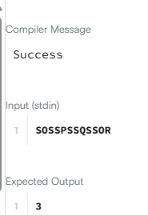 Compiler Message
Success
Input (stdin)
1 SOSSPSSQSSOR
Expected Output
1 3